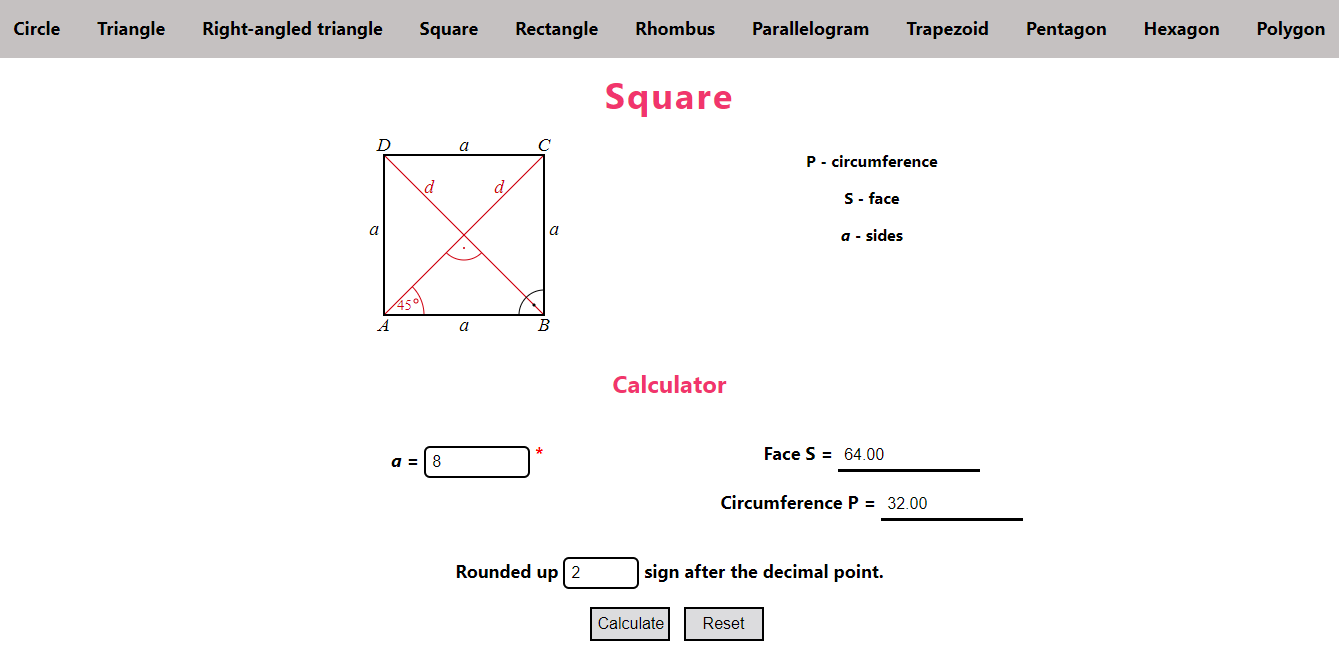 Circle Triangle Right-angled triangle Square Rectangle Rhombus Parallelogram Trapezoid Pentagon Hexagon Polygon
Square
D a C
d d
a a
45°
A a B
P - circumference
S - face
a - sides
Calculator
a = 8 *
Face S = 64.00
Circumference P = 32.00
Rounded up 2 sign after the decimal point.
Calculate Reset